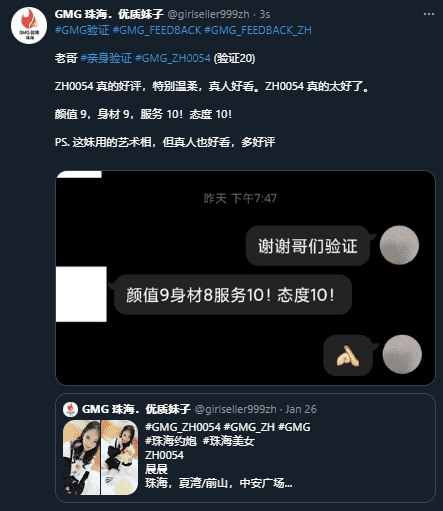 GMG 珠海．优质妹子 @girlseller999zh · 3s
#GMG验证 #GMG_FEEDBACK #GMG_FEEDBACK_ZH
老哥 #亲身验证 #GMG_ZH0054 (验证20)
ZH0054 真的好评，特别温柔，真人好看。ZH0054 真的太好了。
颜值 9，身材 9，服务 10！态度 10！
PS. 这妹用的艺术相，但真人也好看，多好评
昨天 下午7:47
谢谢哥们验证
颜值9身材8服务10！态度10！
GMG 珠海．优质妹子 @girlseller999zh · Jan 26
#GMG_ZH0054 #GMG_ZH #GMG
#珠海约炮 #珠海美女
ZH0054
晨晨
珠海，夏湾/前山，中安广场...